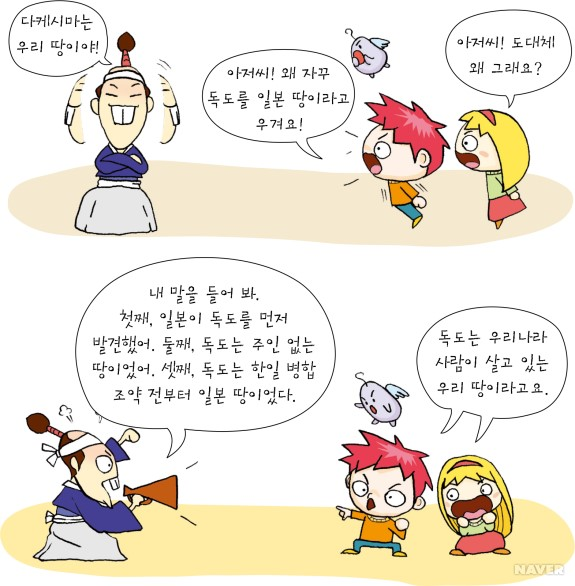 다케시마는
우리 땅이야!
아저씨! 왜 자꾸
독도를 일본 땅이라고
우겨요!
아저씨! 도대체
왜 그래요?
내 말을 들어 봐.
첫째, 일본이 독도를 먼저
발견했어. 둘째, 독도는 주인 없는
땅이었어. 셋째, 독도는 한일 병합
조약 전부터 일본 땅이었다.
독도는 우리나라
사람이 살고 있는
우리 땅이라고요.
NAVER